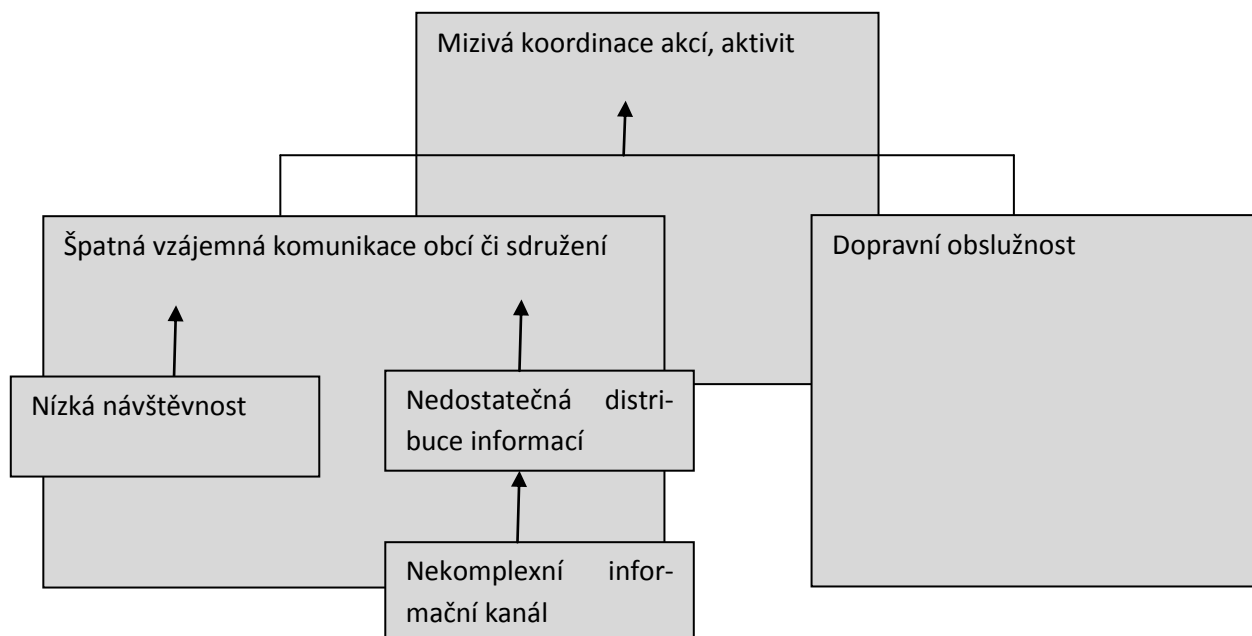 Mizivá koordinace akcí, aktivit
Špatná vzájemná komunikace obcí či sdružení
Dopravní obslužnost
Nízká návštěvnost
Nedostatečná distri-
buce informací
Nekomplexní infor-
mační kanál